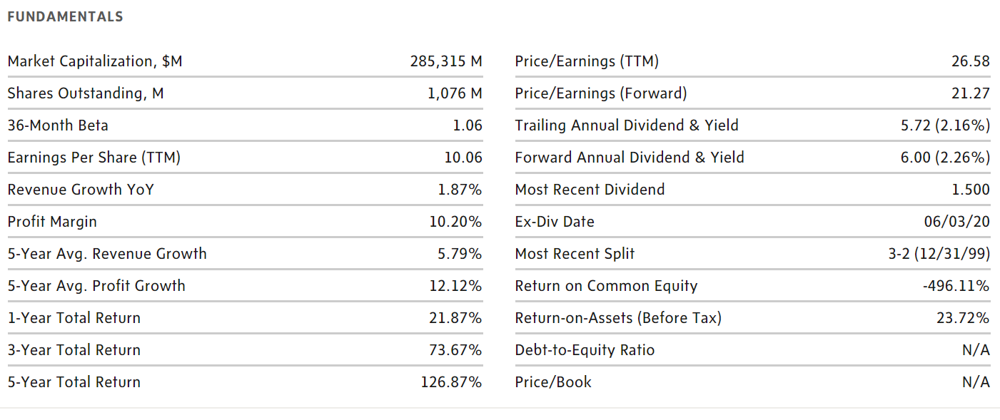 FUNDAMENTALS
Market Capitalization, $M 285,315 M
Shares Outstanding, M 1,076 M
36-Month Beta 1.06
Earnings Per Share (TTM) 10.06
Revenue Growth YoY 1.87%
Profit Margin 10.20%
5-Year Avg. Revenue Growth 5.79%
5-Year Avg. Profit Growth 12.12%
1-Year Total Return 21.87%
3-Year Total Return 73.67%
5-Year Total Return 126.87%
Price/Earnings (TTM) 26.58
Price/Earnings (Forward) 21.27
Trailing Annual Dividend & Yield 5.72 (2.16%)
Forward Annual Dividend & Yield 6.00 (2.26%)
Most Recent Dividend 1.500
Ex-Div Date 06/03/20
Most Recent Split 3-2 (12/31/99)
Return on Common Equity -496.11%
Return-on-Assets (Before Tax) 23.72%
Debt-to-Equity Ratio N/A
Price/Book N/A